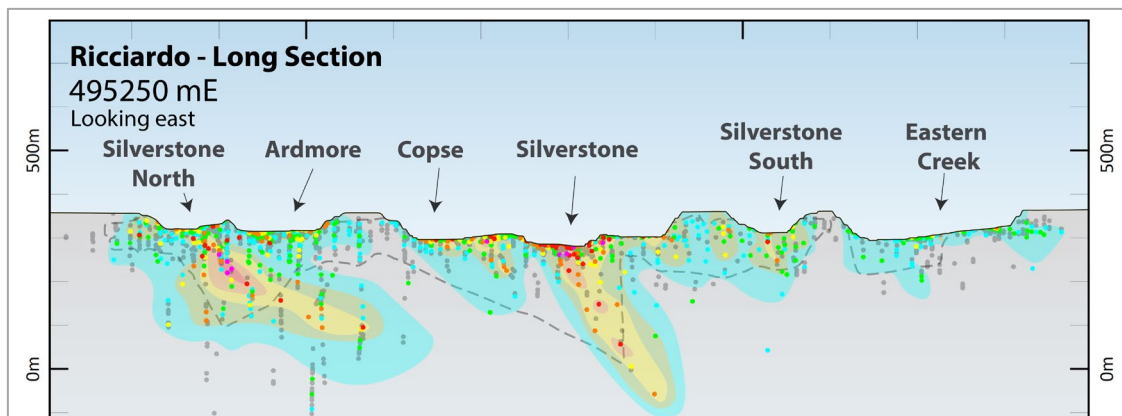 Ricciardo - Long Section
495250 mE
Looking east
Silverstone
North
Ardmore
Copse
Silverstone
Silverstone
South
Eastern
Creek
500m
500m
0m
0m